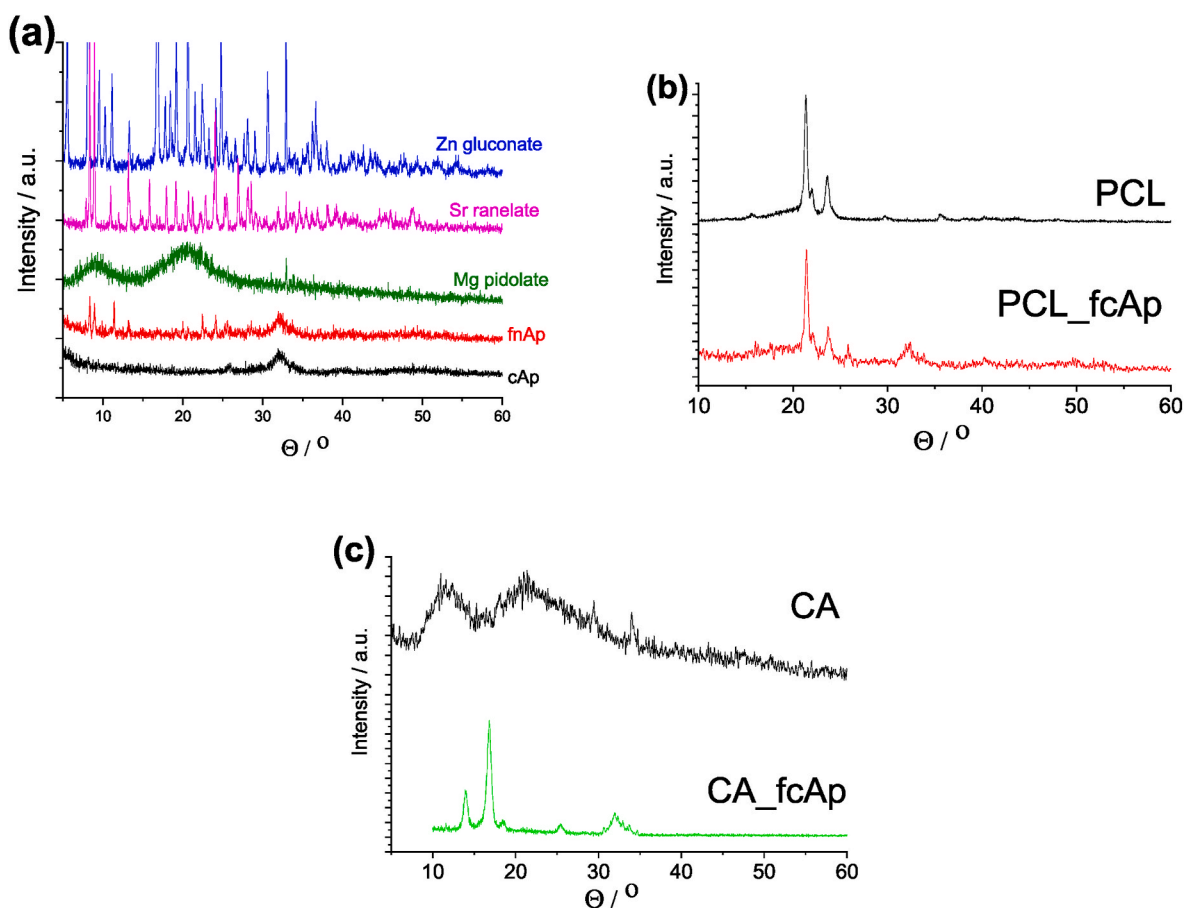 (a)
Intensity / a.u.
Zn gluconate
Sr ranelate
Mg pidolate
fnAp
cAp
10 20 30 40 50 60
Θ / º
(b)
Intensity / a.u.
PCL
PCL_fcAp
10 20 30 40 50 60
Θ / º
(c)
Intensity / a.u.
CA
CA_fcAp
10 20 30 40 50 60
Θ / º